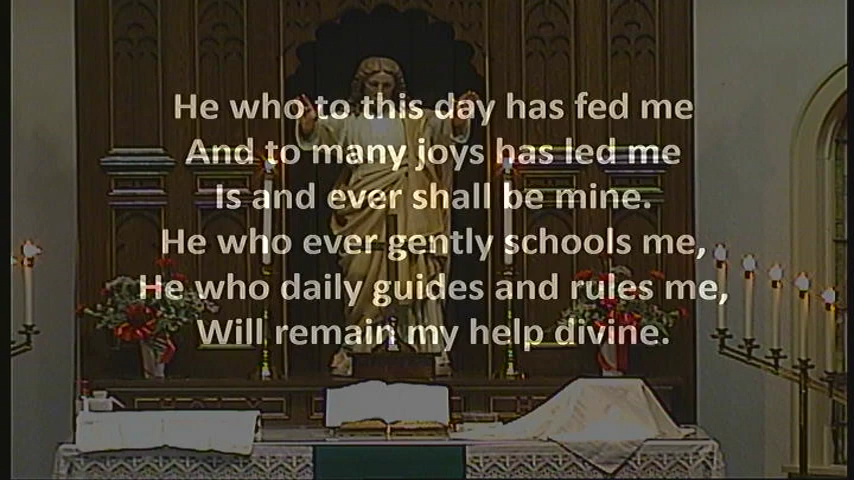 He who to this day has fed me
And to many joys has led me
Is and ever shall be mine.
He who ever gently schools me,
He who daily guides and rules me,
Will remain my help divine.
HOLY